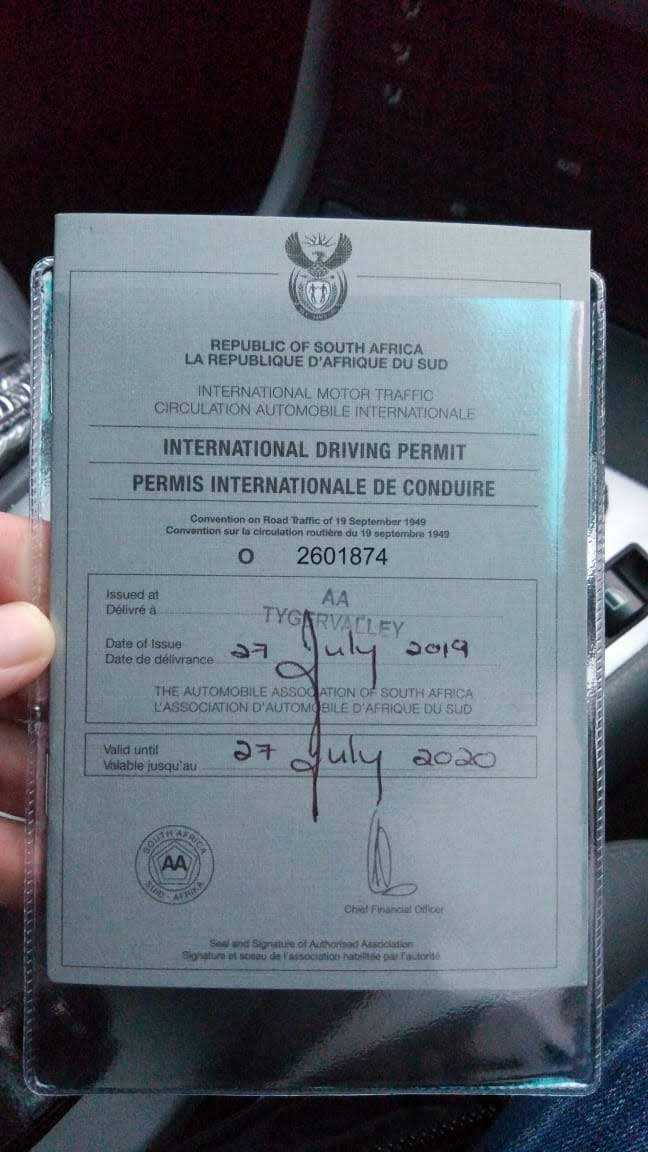 REPUBLIC OF SOUTH AFRICA
LA REPUBLIQUE D'AFRIQUE DU SUD
INTERNATIONAL MOTOR TRAFFIC
CIRCULATION AUTOMOBILE INTERNATIONALE
INTERNATIONAL DRIVING PERMIT
PERMIS INTERNATIONALE DE CONDUIRE
Convention on Road Traffic of 19 September 1949
Convention sur la circulation routière du 19 septembre 1949
O 2601874
Issued at AA
Délivré à TYGERVALLEY
Date of Issue 27 July 2019
Date de délivrance
THE AUTOMOBILE ASSOCIATION OF SOUTH AFRICA
L'ASSOCIATION D'AUTOMOBILE D'AFRIQUE DU SUD
Valid until 27 July 2020
Valable jusqu'au
SOUTH AFRICA
AA
SUID-AFRIKA
Chief Financial Officer
Seal and Signature of Authorised Association
Signature et sceau de l'association habilitée par l'autorité